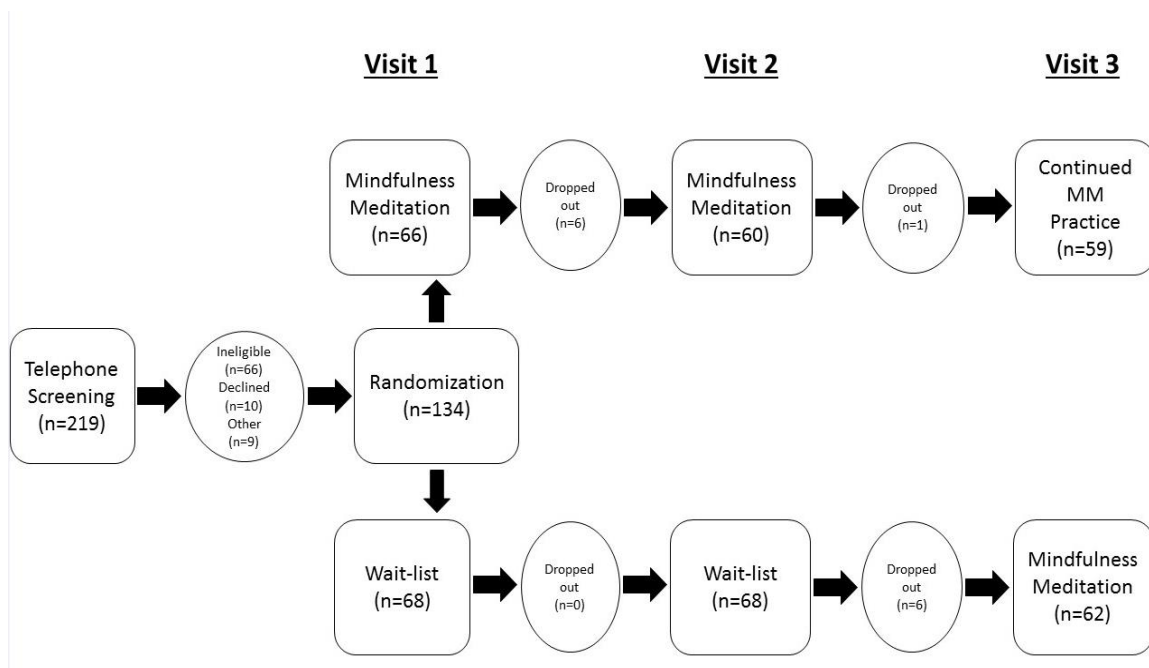 Visit 1
Visit 2
Visit 3
Mindfulness
Meditation
(n=66)
Dropped
out
(n=6)
Mindfulness
Meditation
(n=60)
Dropped
out
(n=1)
Continued
MM
Practice
(n=59)
Telephone
Screening
(n=219)
Ineligible
(n=66)
Declined
(n=10)
Other
(n=9)
Randomization
(n=134)
Wait-list
(n=68)
Dropped
out
(n=0)
Wait-list
(n=68)
Dropped
out
(n=6)
Mindfulness
Meditation
(n=62)